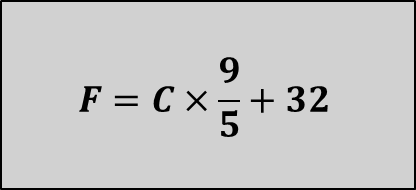 F = C × 9/5 + 32